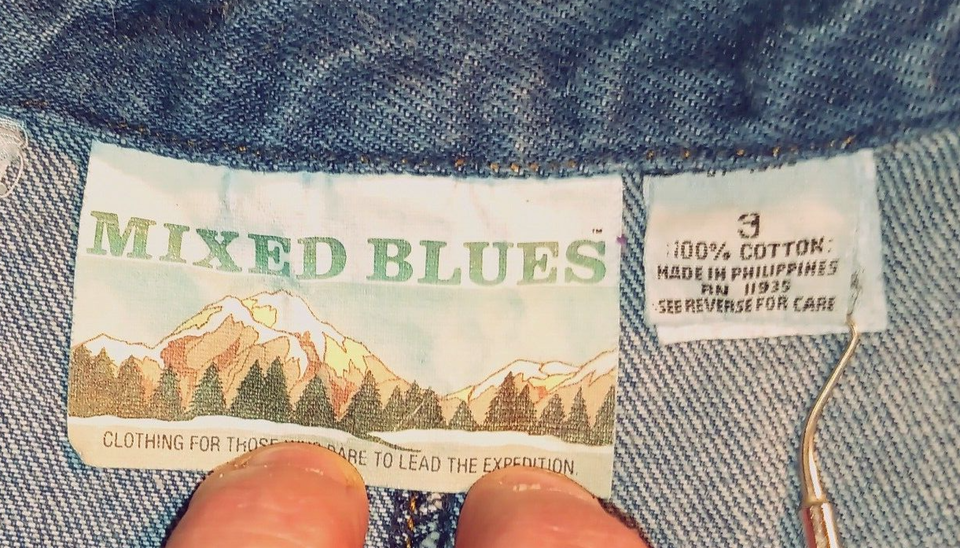 MIXED BLUES™
CLOTHING FOR THOSE DARE TO LEAD THE EXPEDITION.
3
100% COTTON
MADE IN PHILIPPINES
RN 11935
SEE REVERSE FOR CARE